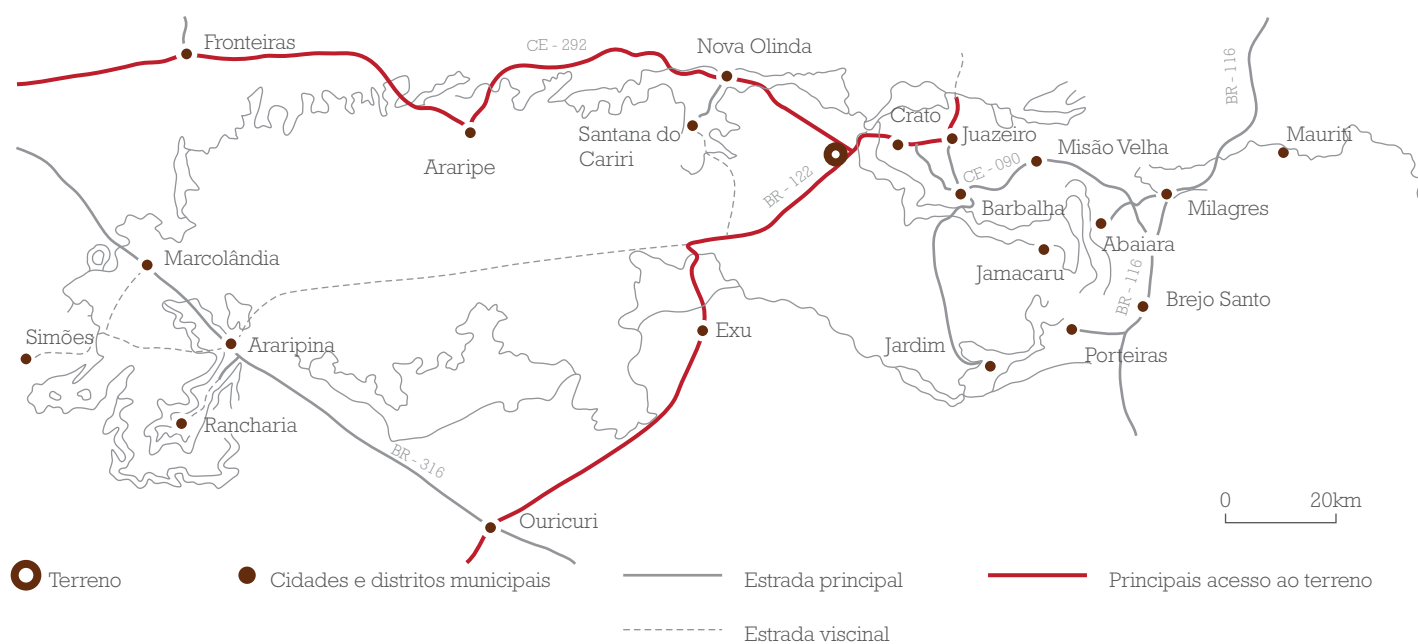 Fronteiras
CE - 292
Nova Olinda
BR - 116
Crato
Juazeiro
Mauriti
Santana do
Cariri
Araripe
Misão Velha
CE - 090
BR - 122
Barbalha
Milagres
Abaiara
Marcolândia
Jamacaru
BR - 116
Brejo Santo
Simões
Araripina
Exu
Jardim
Porteiras
Rancharia
BR - 316
Ouricuri
0 20km
Terreno
Cidades e distritos municipais
Estrada principal
Principais acesso ao terreno
Estrada viscinal